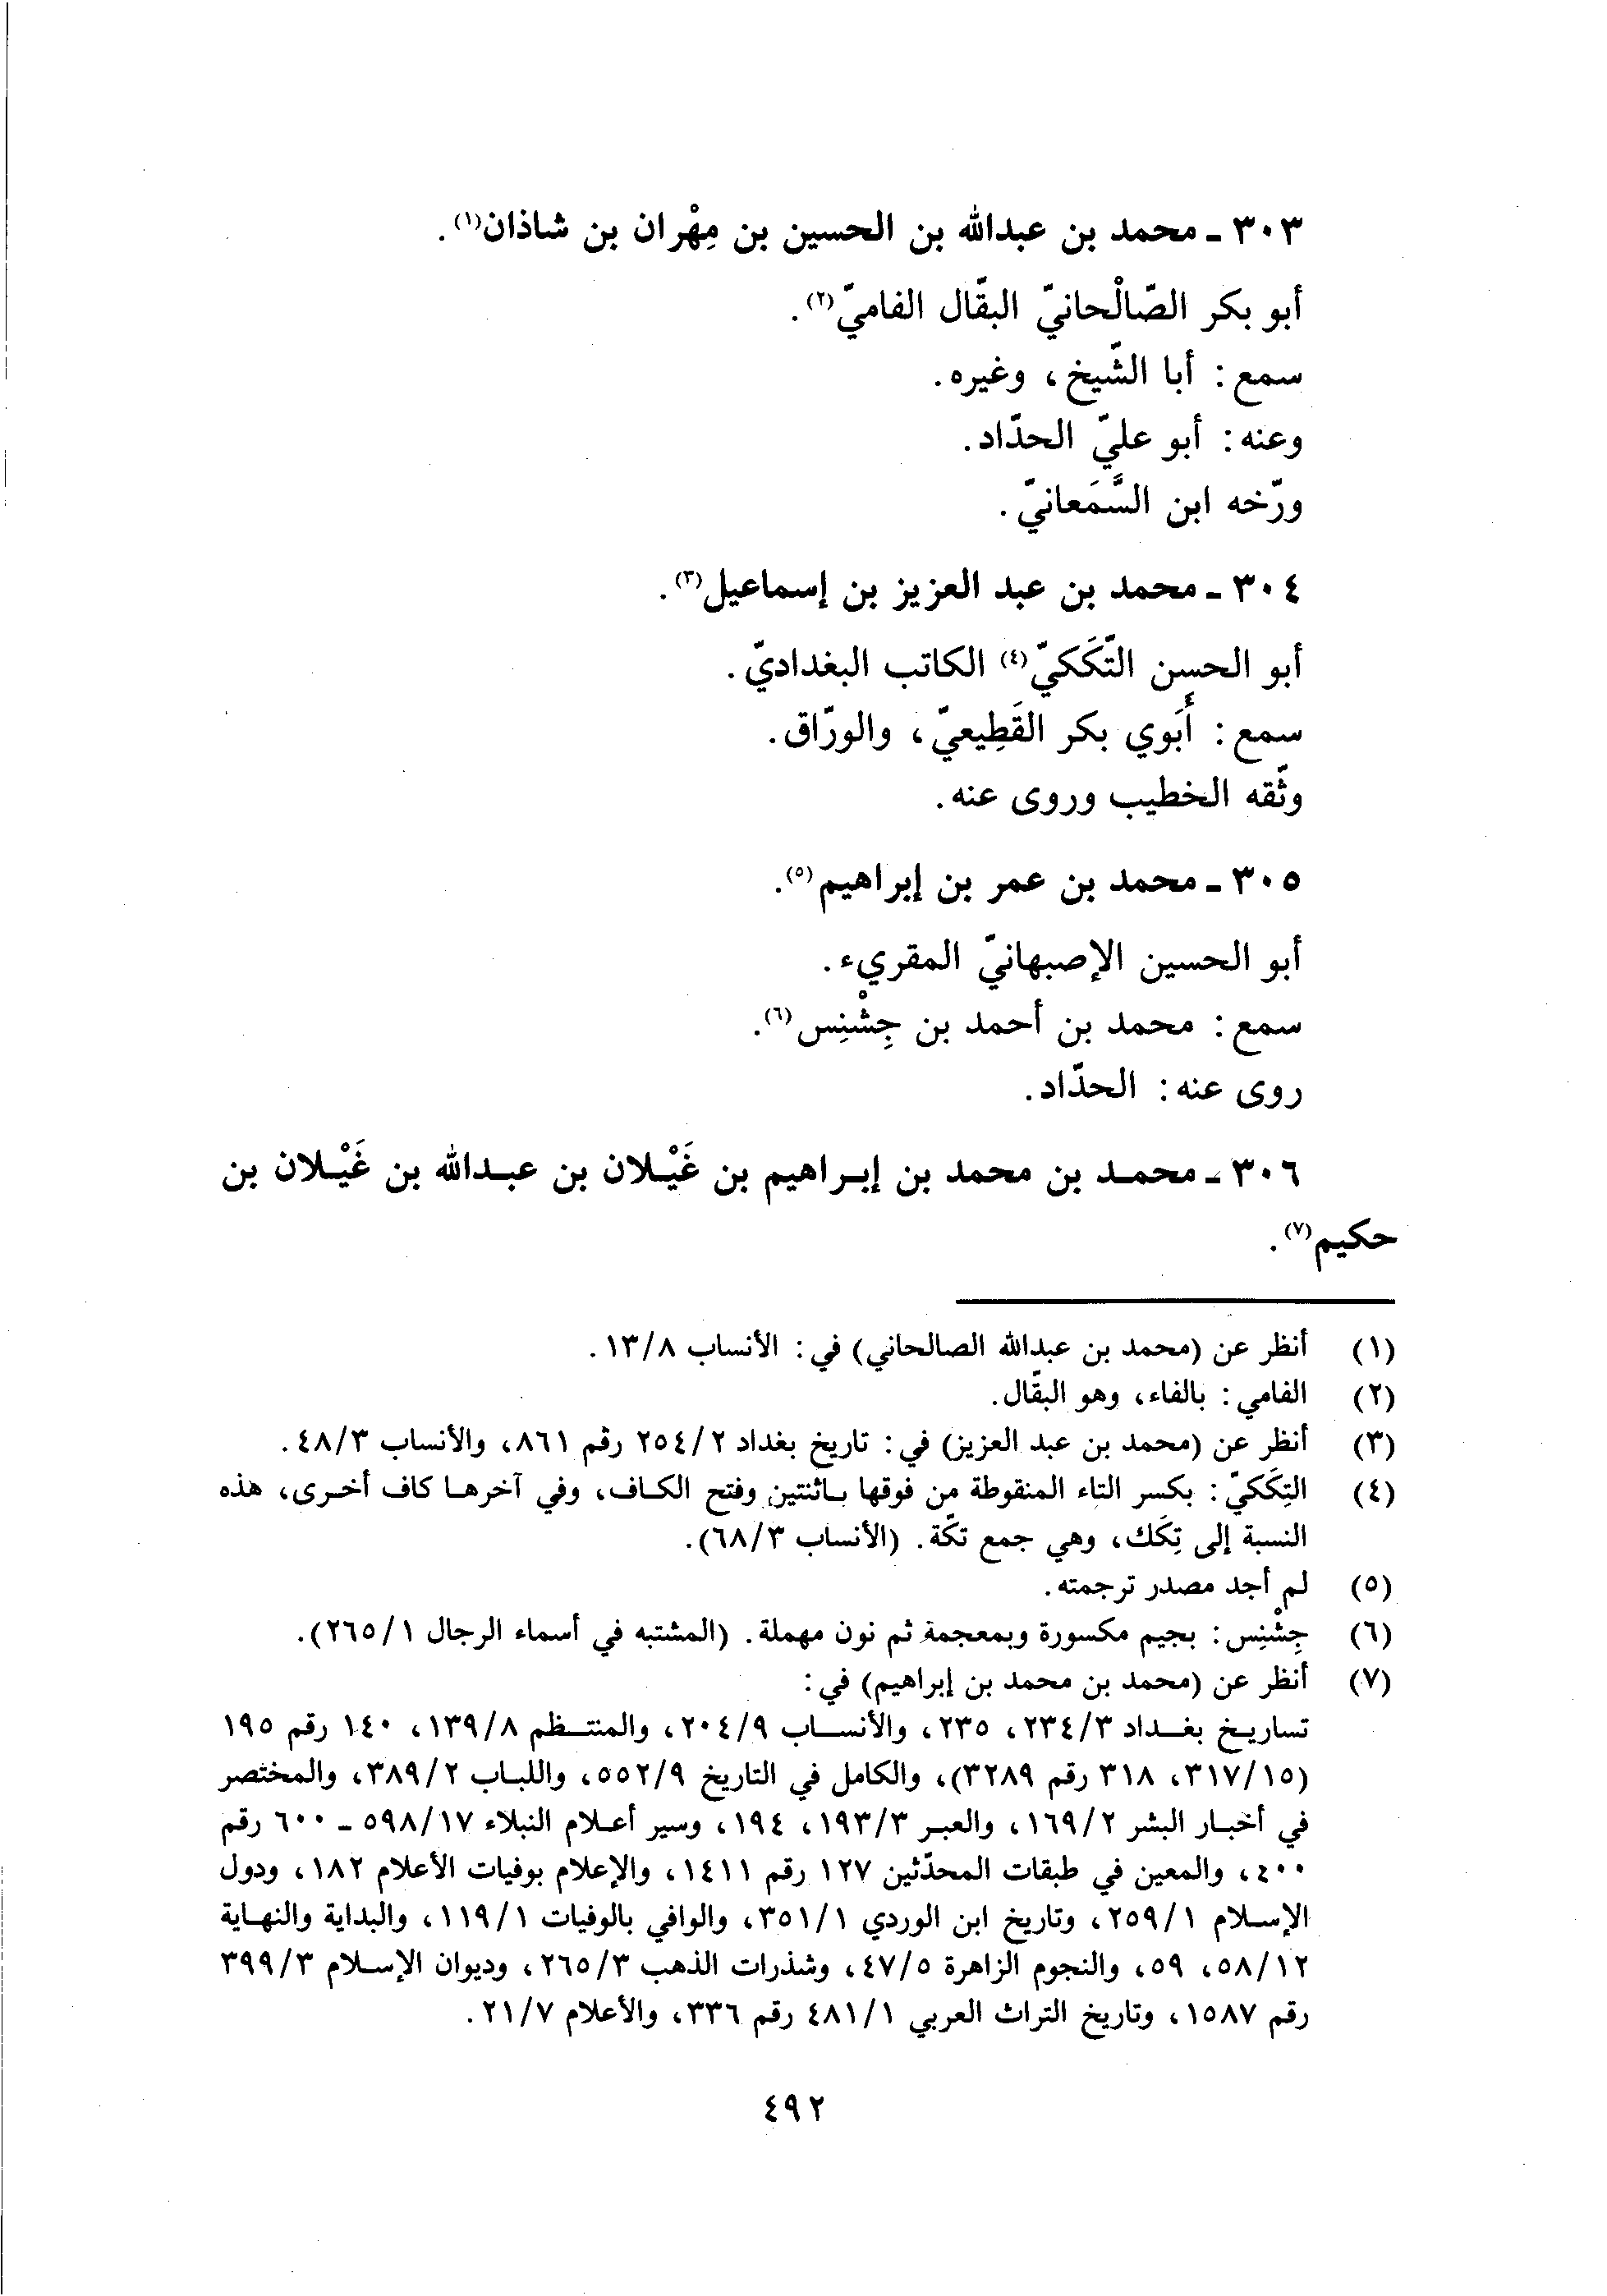 ٣٠٣ - محمد بن عبدالله بن الحسين بن مِهْران بن شاذان(١).
أبو بكر الصّالْحانيّ البقّال الفاميّ(٢).
سمع: أبا الشّيخ، وغيره.
وعنه: أبو عليّ الحدّاد.
ورّخه ابن السَّمَعانيّ.
٣٠٤ - محمد بن عبد العزيز بن إسماعيل(٣).
أبو الحسن التّكَككيّ(٤) الكاتب البغداديّ.
سمع: أَبَوي بكر القَطِيعيّ، والورّاق.
وثّقه الخطيب وروى عنه.
٣٠٥ - محمد بن عمر بن إبراهيم(٥).
أبو الحسين الإصبهانيّ المقريء.
سمع: محمد بن أحمد بن جِشْنِس(٦).
روى عنه: الحدّاد.
٣٠٦ - محمد بن محمد بن إبراهيم بن غَيْلان بن عبدالله بن غَيْلان بن
حكيم(٧).
(١) أنظر عن (محمد بن عبدالله الصالحاني) في: الأنساب ١٣/٨.
(٢) الفامي: بالفاء، وهو البقّال.
(٣) أنظر عن (محمد بن عبد العزيز) في: تاريخ بغداد ٢٥٤/٢ رقم ٨٦١، والأنساب ٤٨/٣.
(٤) التِكَكيّ: بكسر التاء المنقوطة من فوقها باثنتين وفتح الكاف، وفي آخرها كاف أخرى، هذه
النسبة إلى تِكَك، وهي جمع تكّة. (الأنساب ٦٨/٣).
(٥) لم أجد مصدر ترجمته.
(٦) جِشْنِس: بجيم مكسورة وبمعجمة ثم نون مهملة. (المشتبه في أسماء الرجال ٢٦٥/١).
(٧) أنظر عن (محمد بن محمد بن إبراهيم) في:
تساريخ بغداد ٢٣٤/٣، ٢٣٥، والأنساب ٢٠٤/٩، والمنتظم ١٣٩/٨، ١٤٠ رقم ١٩٥
(٣١٧/١٥، ٣١٨ رقم ٣٢٨٩)، والكامل في التاريخ ٥٥٢/٩، واللباب ٣٨٩/٢، والمختصر
في أخبار البشر ١٦٩/٢، والعبر ١٩٣/٣، ١٩٤، وسير أعلام النبلاء ٥٩٨/١٧ - ٦٠٠ رقم
٤٠٠، والمعين في طبقات المحدّثين ١٢٧ رقم ١٤١١، والإعلام بوفيات الأعلام ١٨٢، ودول
الإسلام ٢٥٩/١، وتاريخ ابن الوردي ٣٥١/١، والوافي بالوفيات ١١٩/١، والبداية والنهاية
٥٨/١٢، ٥٩، والنجوم الزاهرة ٤٧/٥، وشذرات الذهب ٢٦٥/٣، وديوان الإسلام ٣٩٩/٣
رقم ١٥٨٧، وتاريخ التراث العربي ٤٨١/١ رقم ٣٣٦، والأعلام ٢١/٧.
٤٩٢